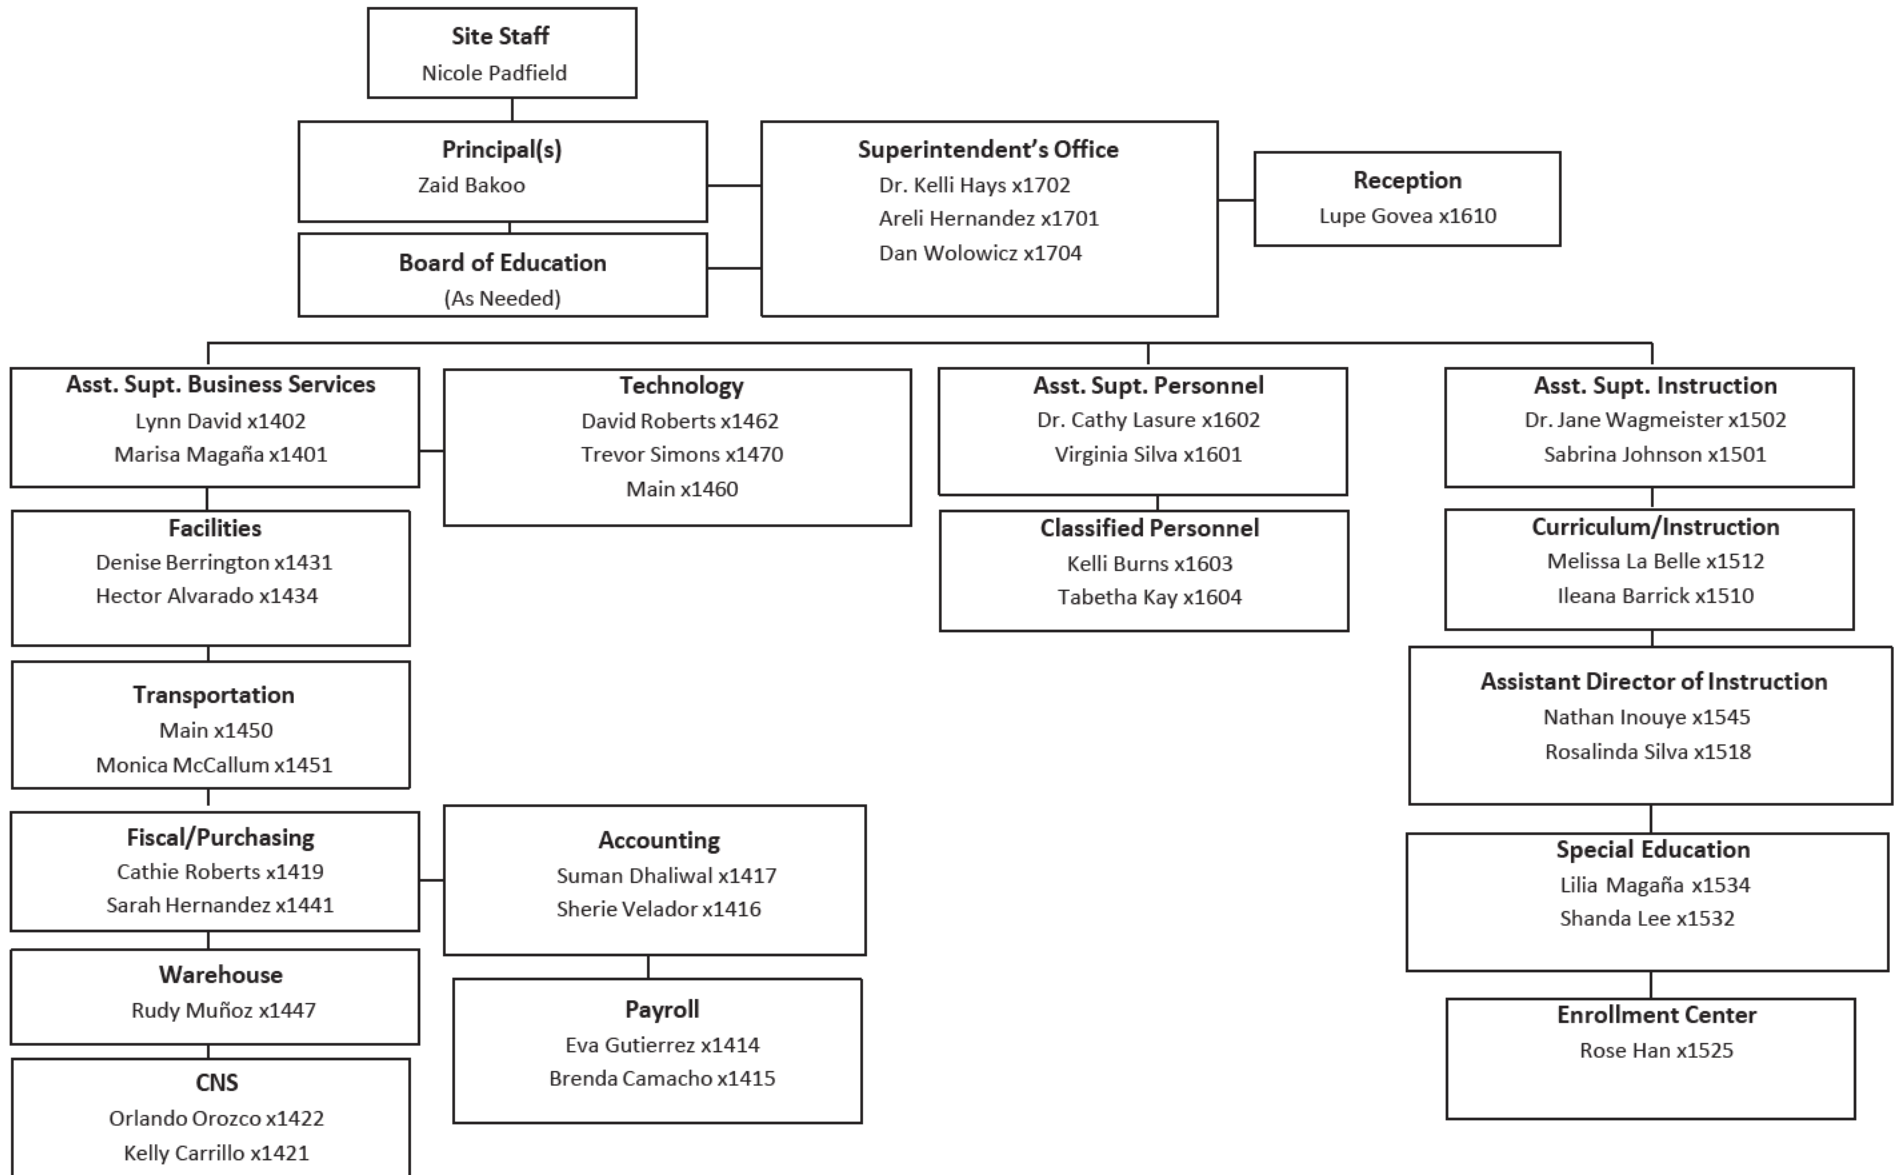 Site Staff
Nicole Padfield
Principal(s)
Zaid Bakoo
Board of Education
(As Needed)
Superintendent’s Office
Dr. Kelli Hays x1702
Areli Hernandez x1701
Dan Wolowicz x1704
Reception
Lupe Govea x1610
Asst. Supt. Business Services
Lynn David x1402
Marisa Magaña x1401
Technology
David Roberts x1462
Trevor Simons x1470
Main x1460
Facilities
Denise Berrington x1431
Hector Alvarado x1434
Transportation
Main x1450
Monica McCallum x1451
Fiscal/Purchasing
Cathie Roberts x1419
Sarah Hernandez x1441
Accounting
Suman Dhaliwal x1417
Sherie Velador x1416
Payroll
Eva Gutierrez x1414
Brenda Camacho x1415
Warehouse
Rudy Muñoz x1447
CNS
Orlando Orozco x1422
Kelly Carrillo x1421
Asst. Supt. Personnel
Dr. Cathy Lasure x1602
Virginia Silva x1601
Classified Personnel
Kelli Burns x1603
Tabetha Kay x1604
Asst. Supt. Instruction
Dr. Jane Wagmeister x1502
Sabrina Johnson x1501
Curriculum/Instruction
Melissa La Belle x1512
Ileana Barrick x1510
Assistant Director of Instruction
Nathan Inouye x1545
Rosalinda Silva x1518
Special Education
Lilia Magaña x1534
Shanda Lee x1532
Enrollment Center
Rose Han x1525